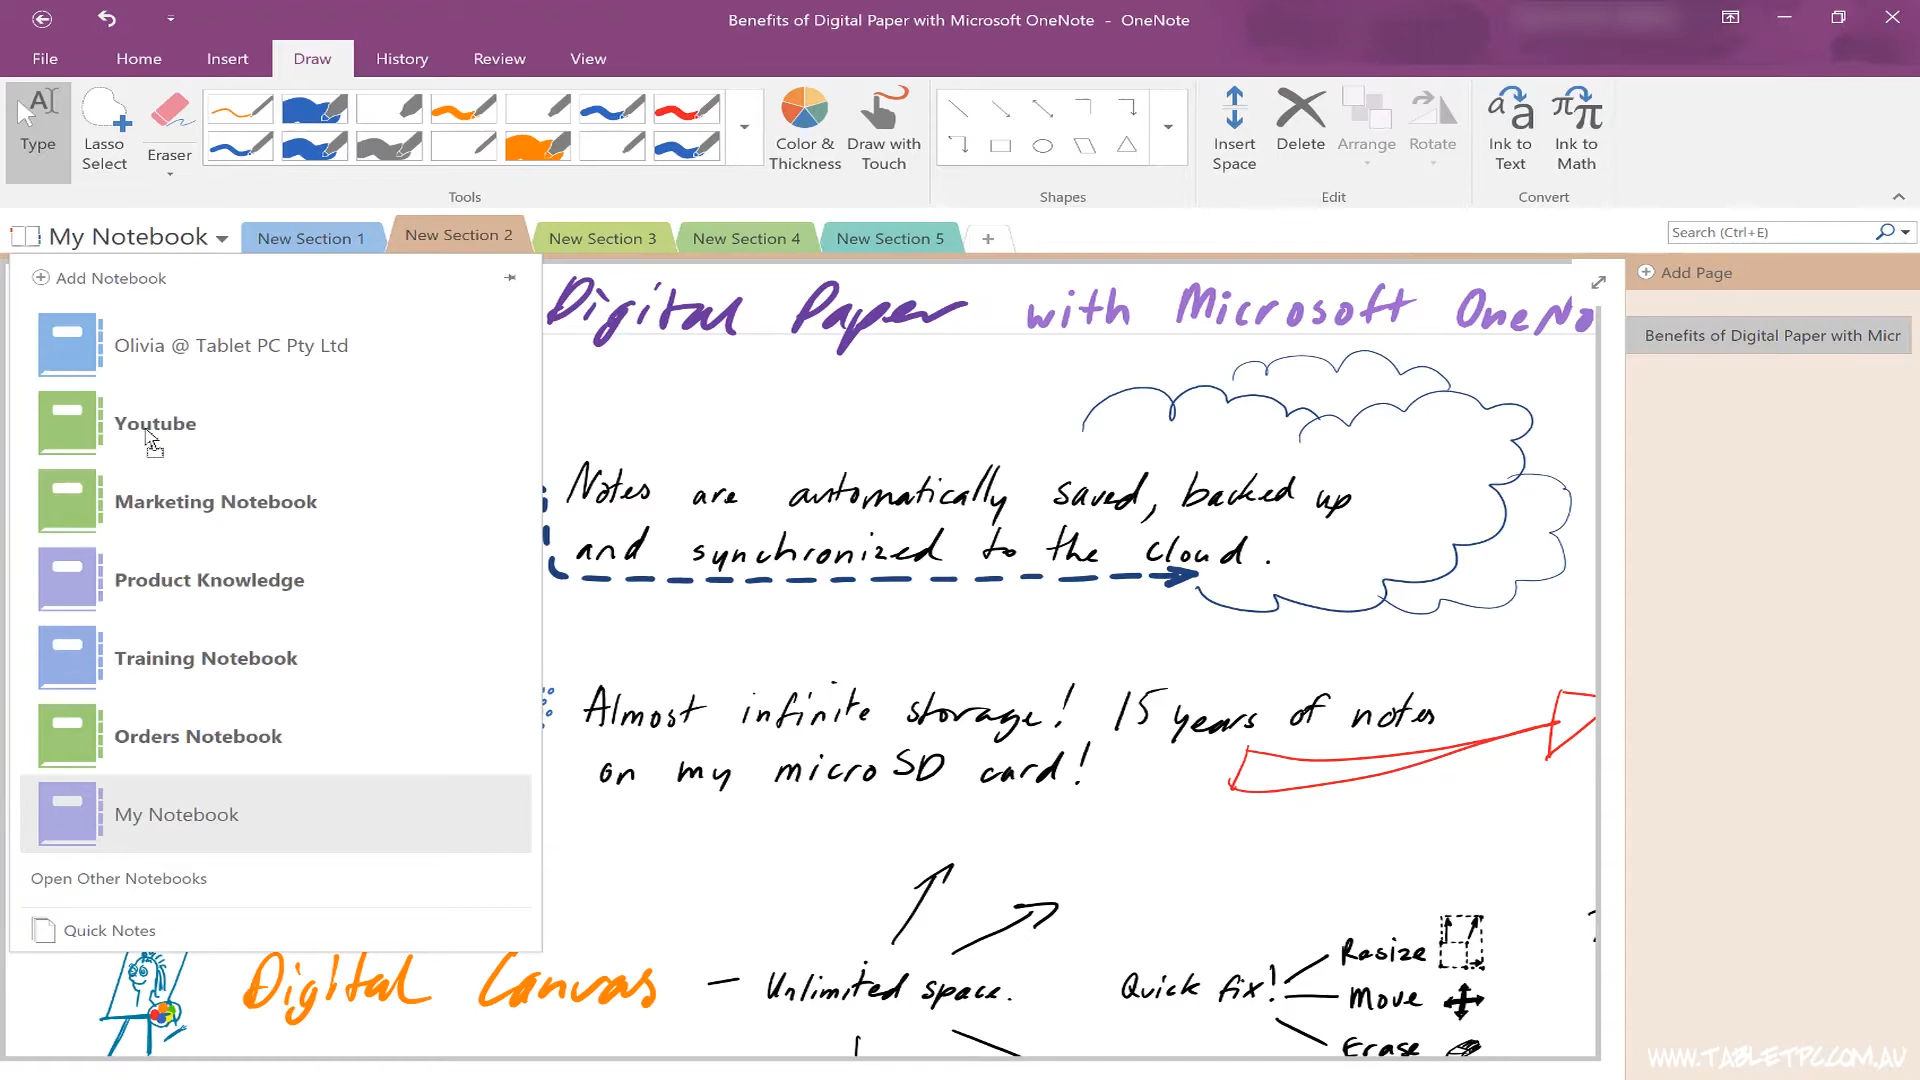 Benefits of Digital Paper with Microsoft OneNote - OneNote
File Home Insert Draw History Review View
Type
Lasso Select
Eraser
Color & Thickness
Draw with Touch
Insert Space
Delete
Arrange
Rotate
Ink to Text
Ink to Math
Tools
Shapes
Edit
Convert
My Notebook
New Section 1
New Section 2
New Section 3
New Section 4
New Section 5
Search (Ctrl+E)
Add Notebook
Olivia @ Tablet PC Pty Ltd
Youtube
Marketing Notebook
Product Knowledge
Training Notebook
Orders Notebook
My Notebook
Open Other Notebooks
Quick Notes
Digital Paper with Microsoft OneNo
Notes are automatically saved, backed up
and synchronized to the cloud.
Almost infinite storage! 15 years of notes
on my micro SD card!
Digital Canvas - Unlimited space.
Quick fix!
Resize
Move
Erase
Add Page
Benefits of Digital Paper with Micr
WWW.TABLETPC.COM.AU